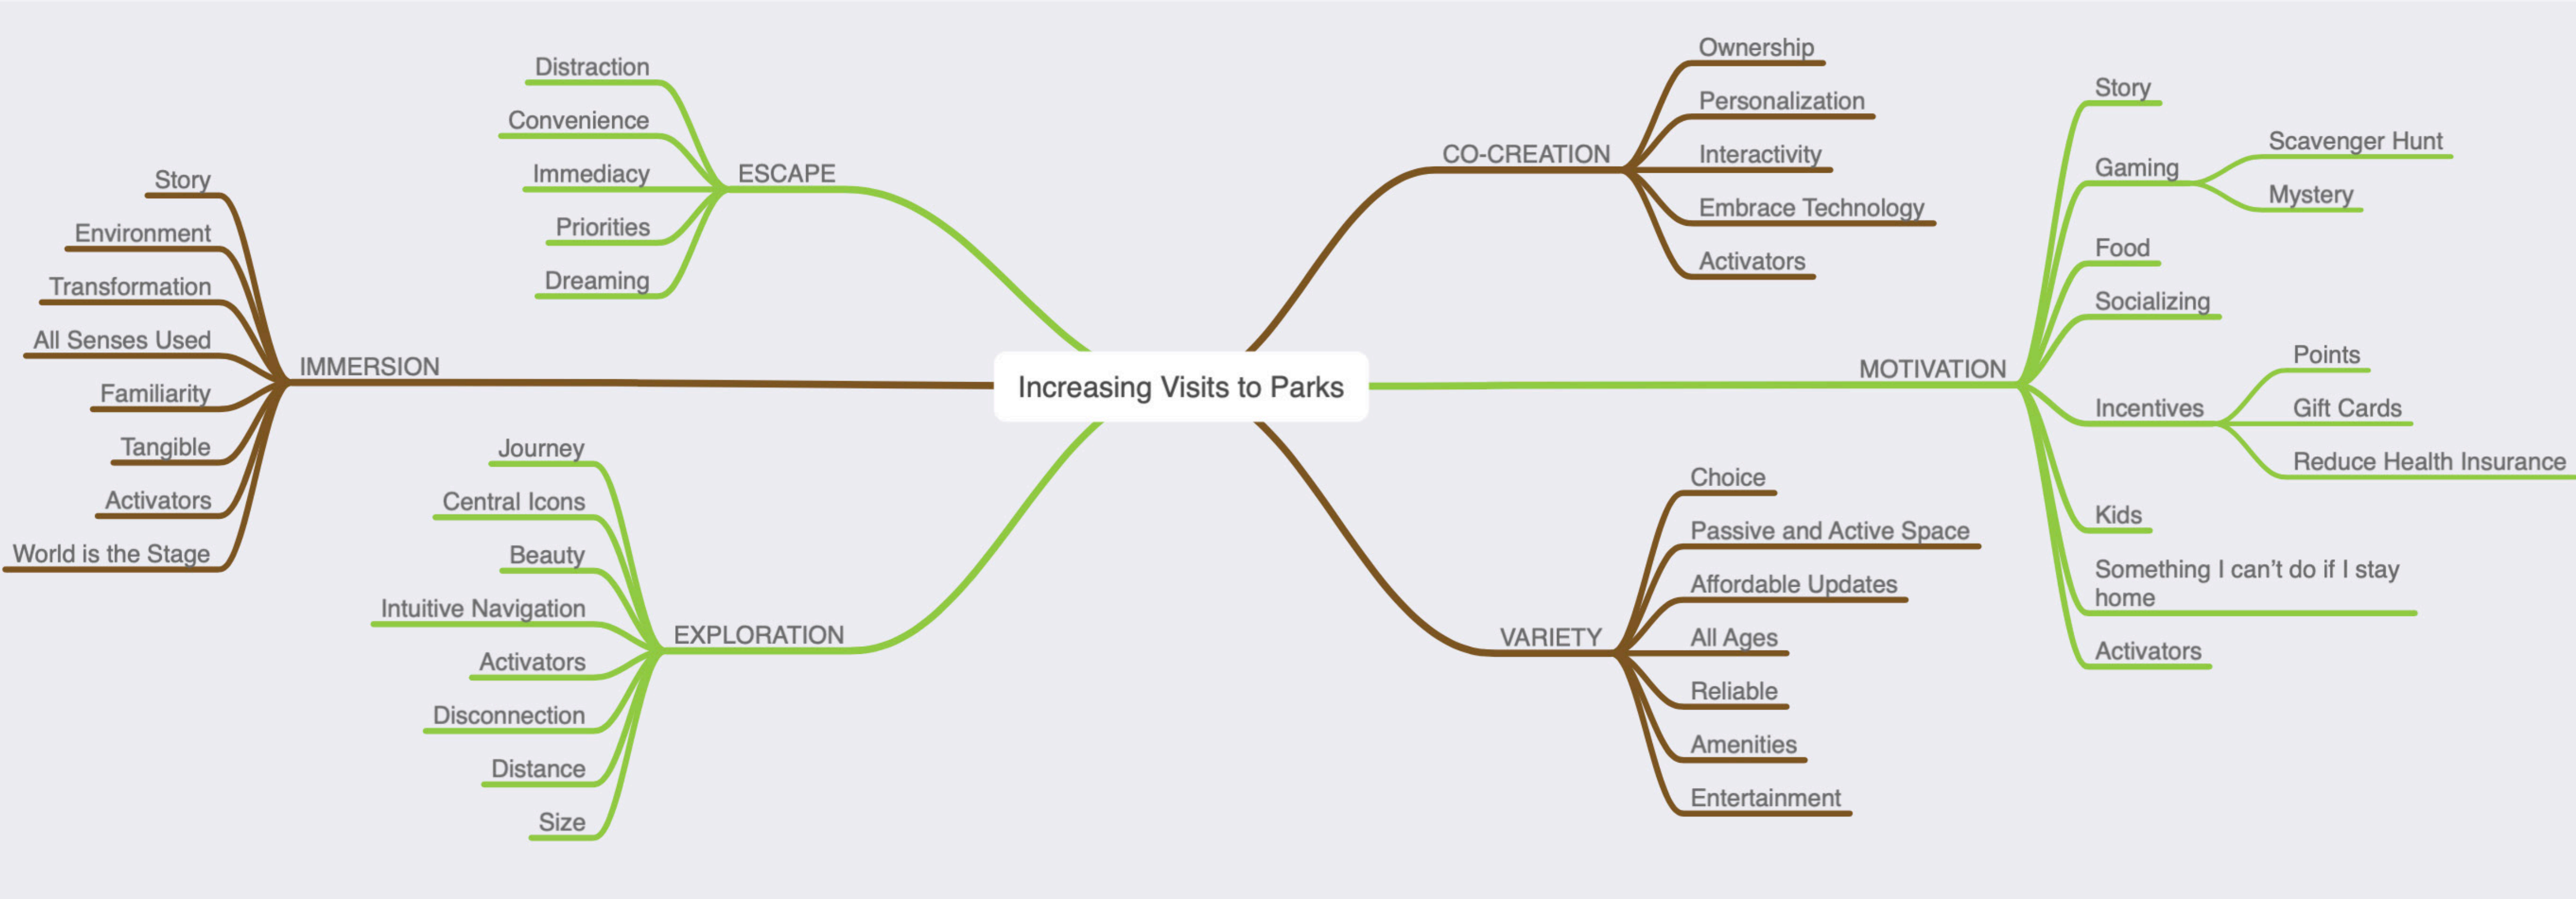 Increasing Visits to Parks
ESCAPE
Distraction
Convenience
Immediacy
Priorities
Dreaming
IMMERSION
Story
Environment
Transformation
All Senses Used
Familiarity
Tangible
Activators
World is the Stage
EXPLORATION
Journey
Central Icons
Beauty
Intuitive Navigation
Activators
Disconnection
Distance
Size
CO-CREATION
Ownership
Personalization
Interactivity
Embrace Technology
Activators
MOTIVATION
Story
Gaming
Scavenger Hunt
Mystery
Food
Socializing
Incentives
Points
Gift Cards
Reduce Health Insurance
Kids
Something I can’t do if I stay
home
Activators
VARIETY
Choice
Passive and Active Space
Affordable Updates
All Ages
Reliable
Amenities
Entertainment